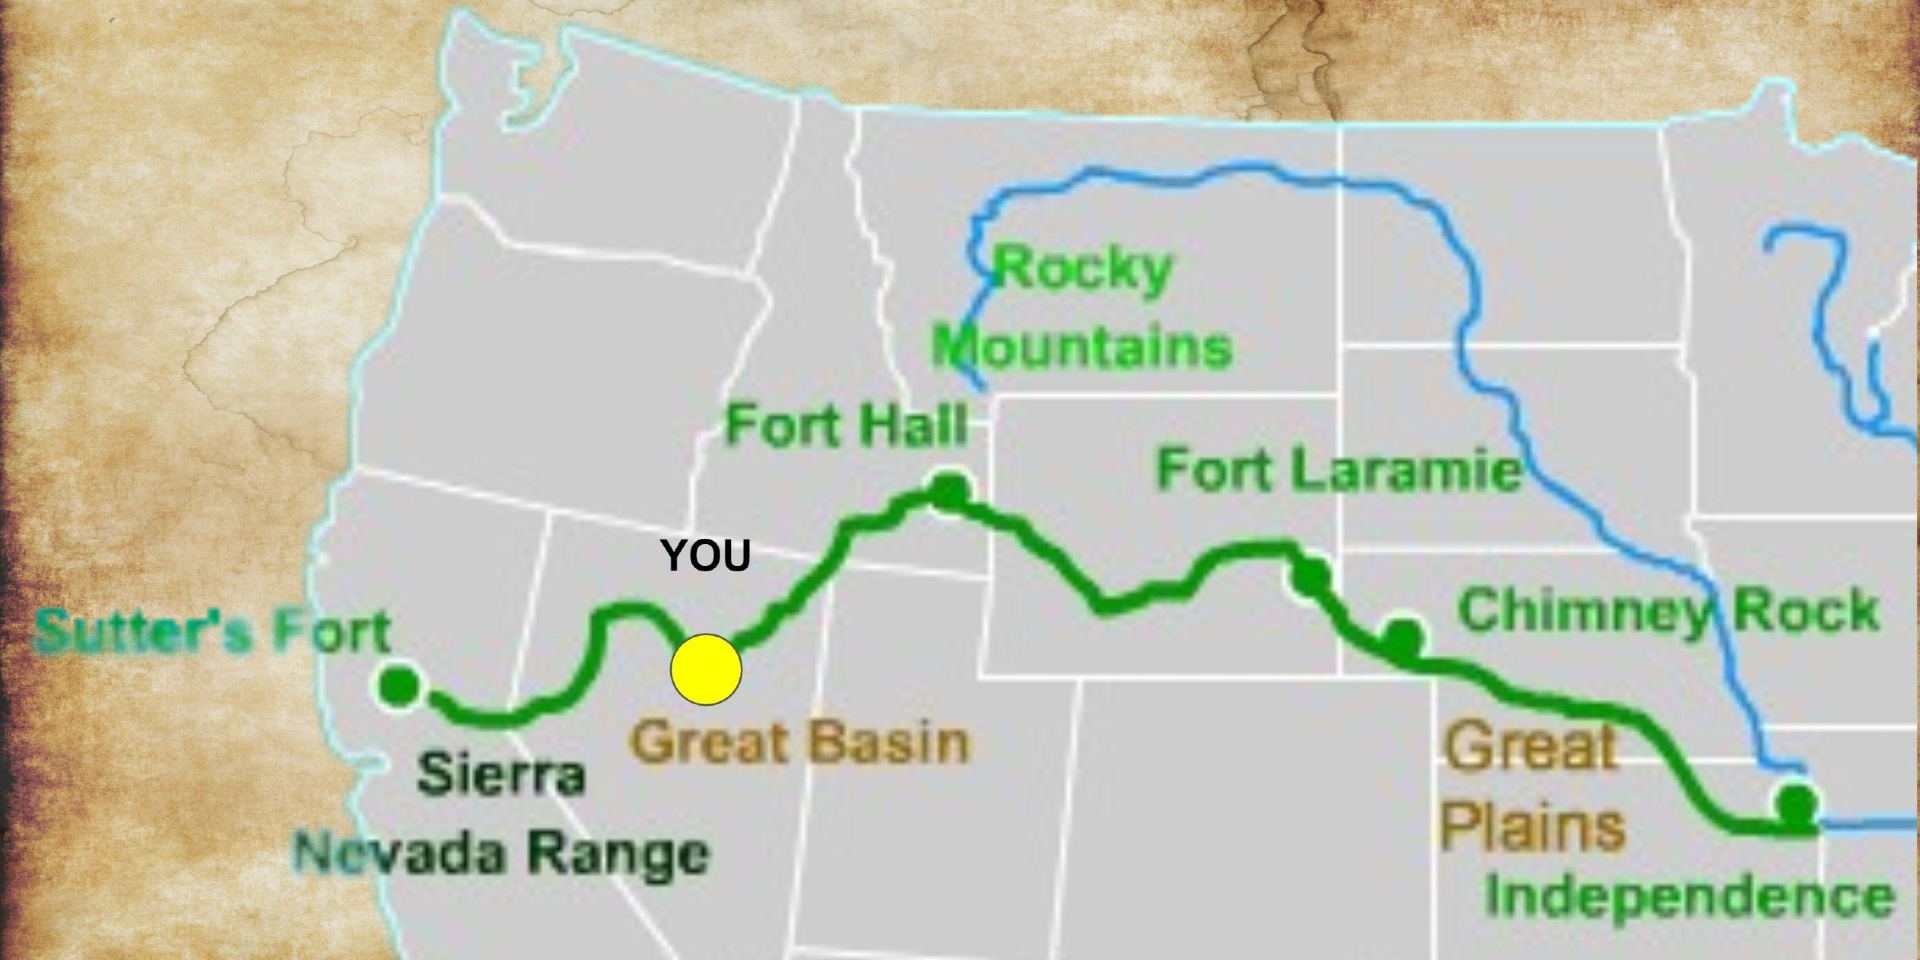 Rocky
Mountains
Fort Hall
Fort Laramie
YOU
Sutter's Fort
Chimney Rock
Great Basin
Great
Plains
Sierra
Nevada Range
Independence